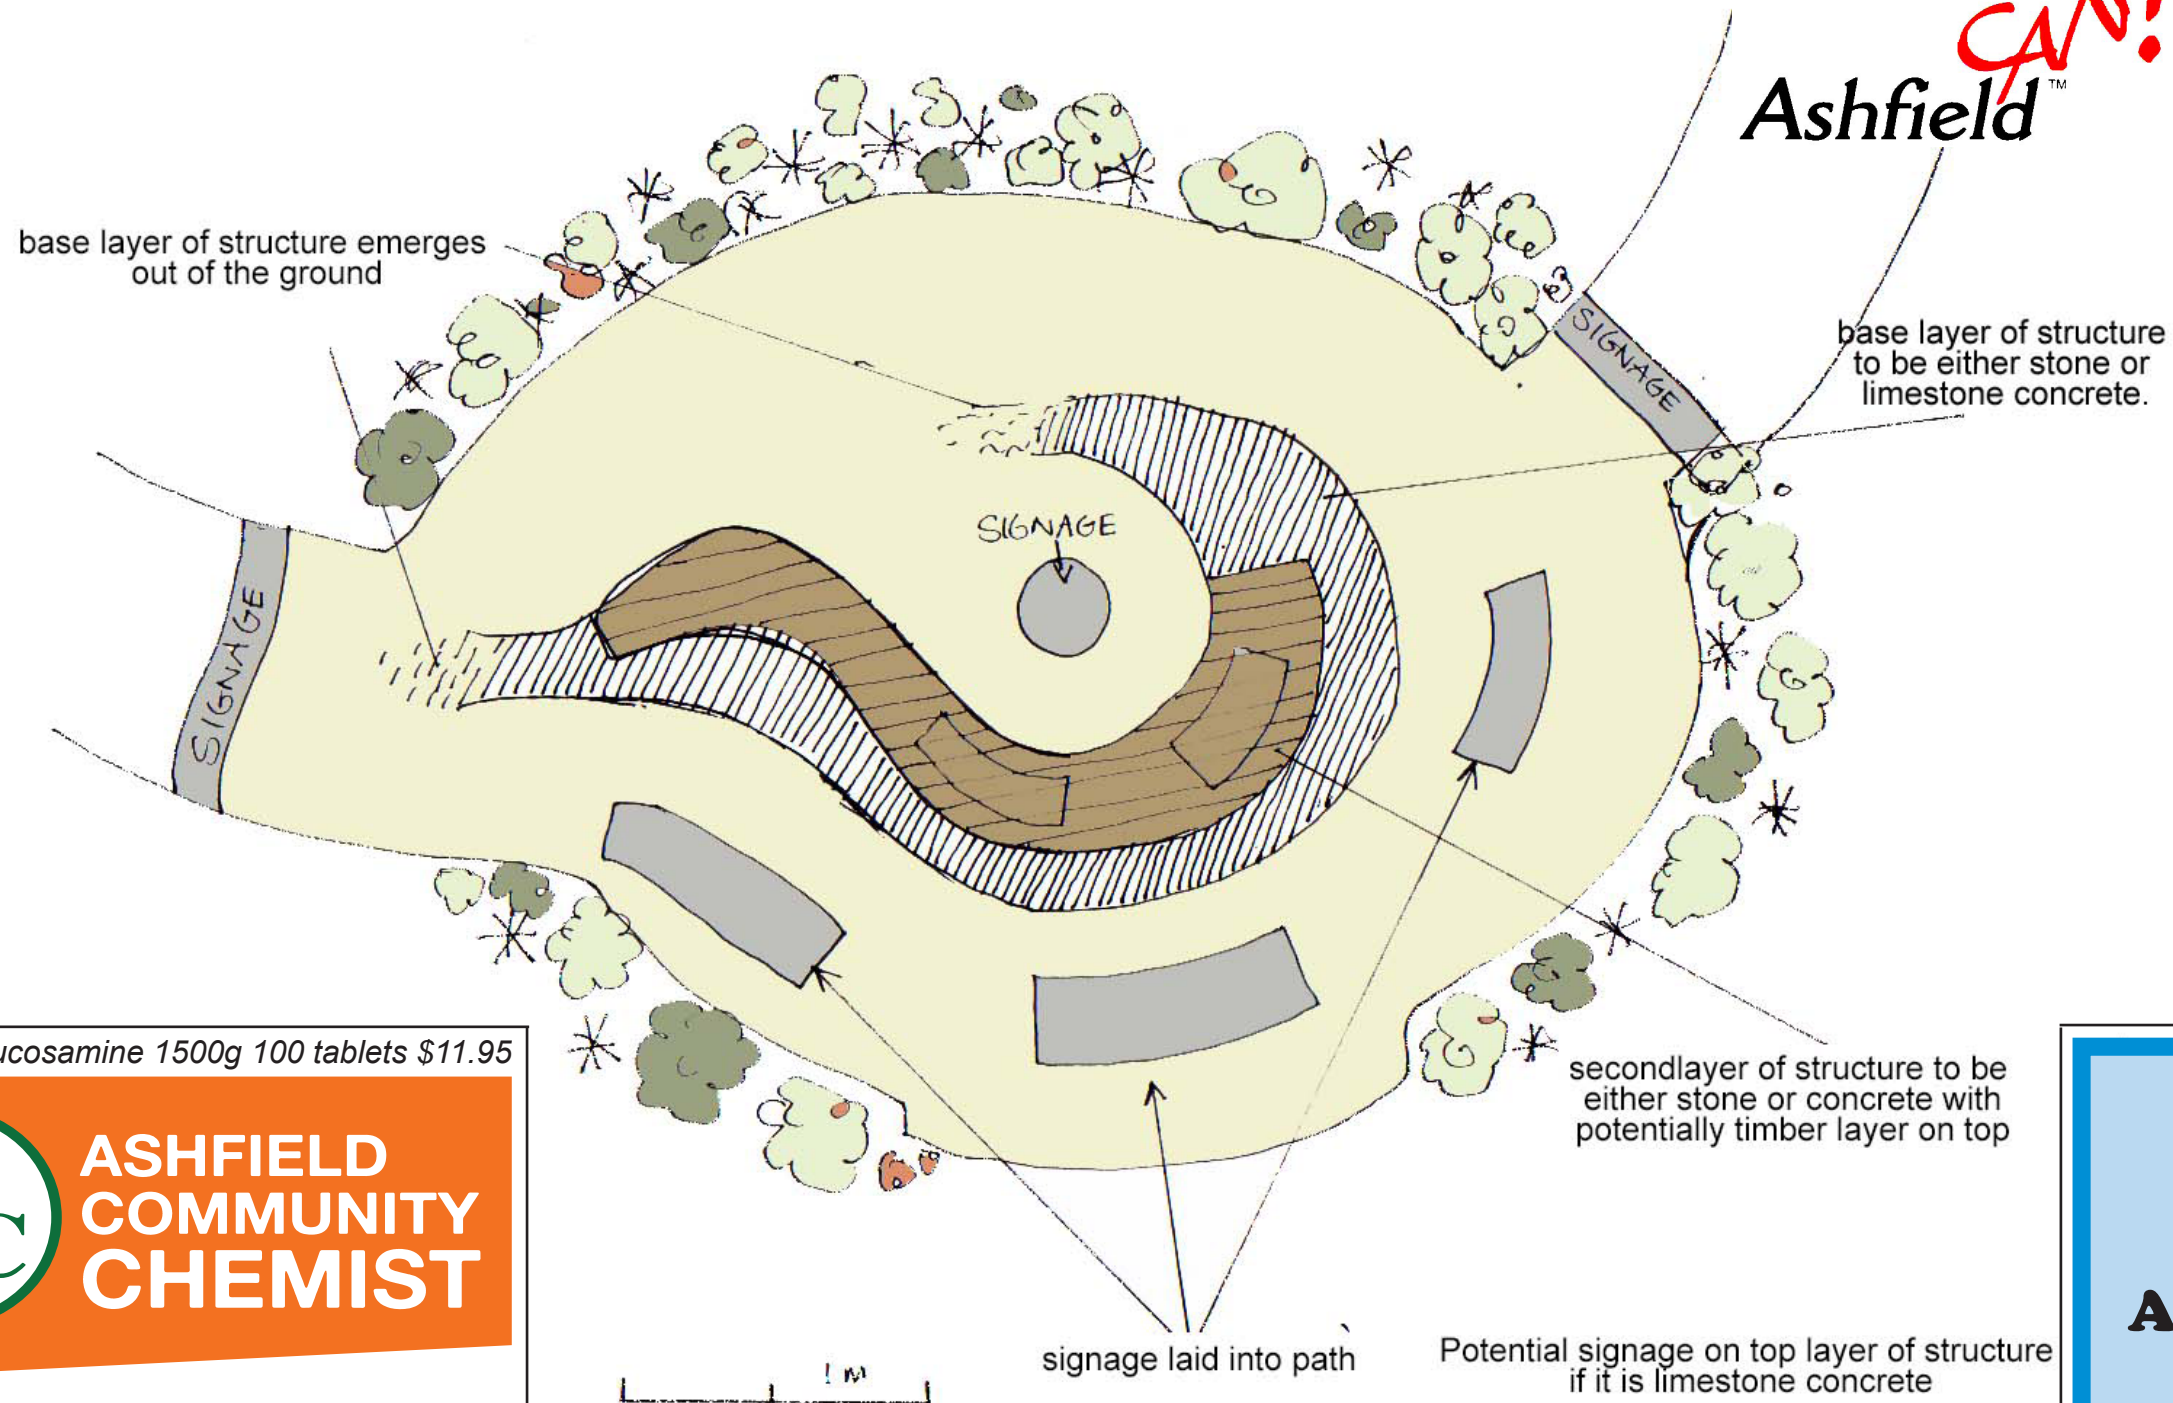 CAN!
Ashfield™
base layer of structure emerges
out of the ground
base layer of structure
to be either stone or
limestone concrete.
SIGNAGE
SIGNAGE
SIGNAGE
secondlayer of structure to be
either stone or concrete with
potentially timber layer on top
ucosamine 1500g 100 tablets $11.95
C
ASHFIELD
COMMUNITY
CHEMIST
A
signage laid into path
Potential signage on top layer of structure
if it is limestone concrete
1 M